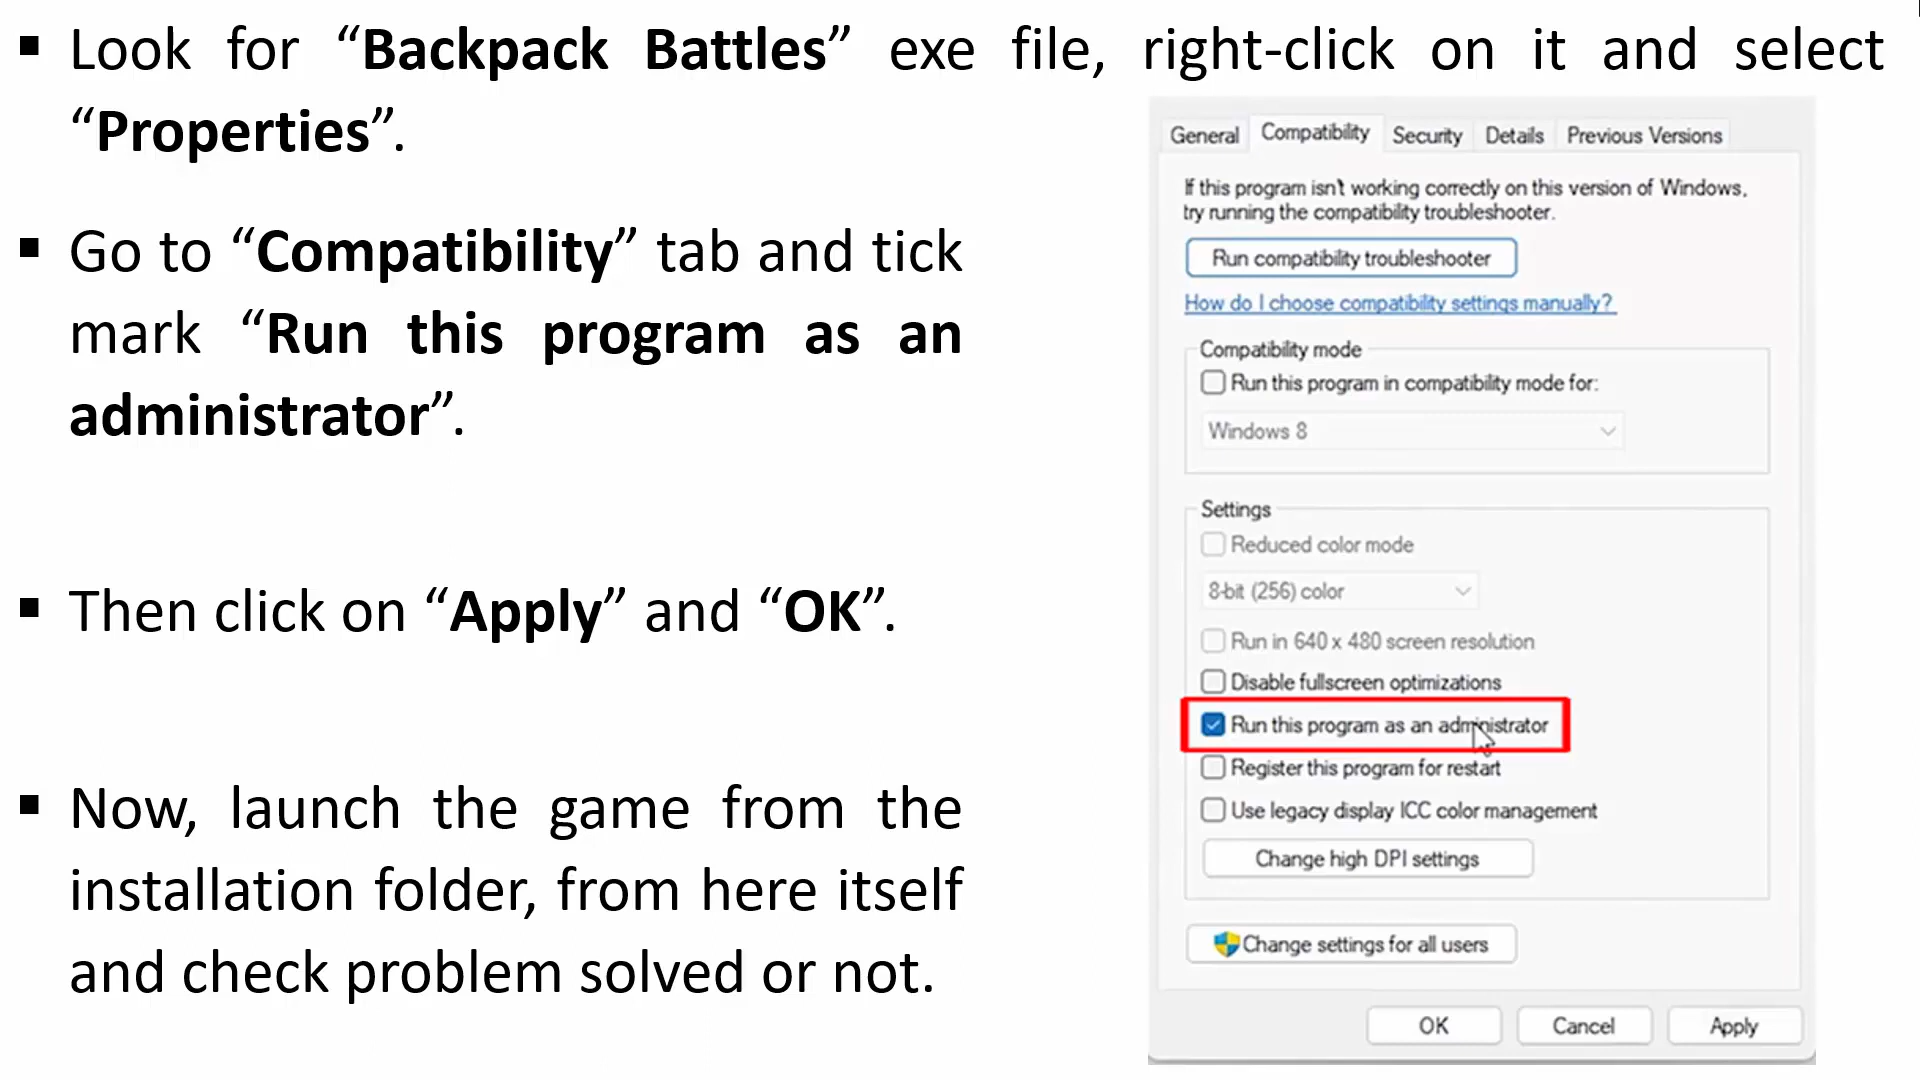 ▪ Look for “Backpack Battles” exe file, right-click on it and select
“Properties”.
▪ Go to “Compatibility” tab and tick
mark “Run this program as an
administrator”.
▪ Then click on “Apply” and “OK”.
▪ Now, launch the game from the
installation folder, from here itself
and check problem solved or not.
General Compatibility Security Details Previous Versions
If this program isn't working correctly on this version of Windows,
try running the compatibility troubleshooter.
Run compatibility troubleshooter
How do I choose compatibility settings manually?
Compatibility mode
Run this program in compatibility mode for:
Windows 8
Settings
Reduced color mode
8-bit (256) color
Run in 640 x 480 screen resolution
Disable fullscreen optimizations
Run this program as an administrator
Register this program for restart
Use legacy display ICC color management
Change high DPI settings
Change settings for all users
OK Cancel Apply